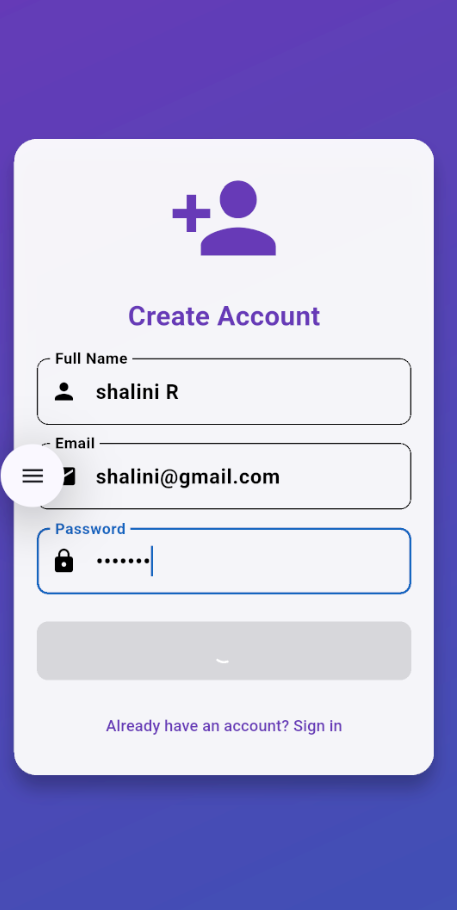 Create Account
Full Name
shalini R
Email
shalini@gmail.com
Password
•••••••
Already have an account? Sign in